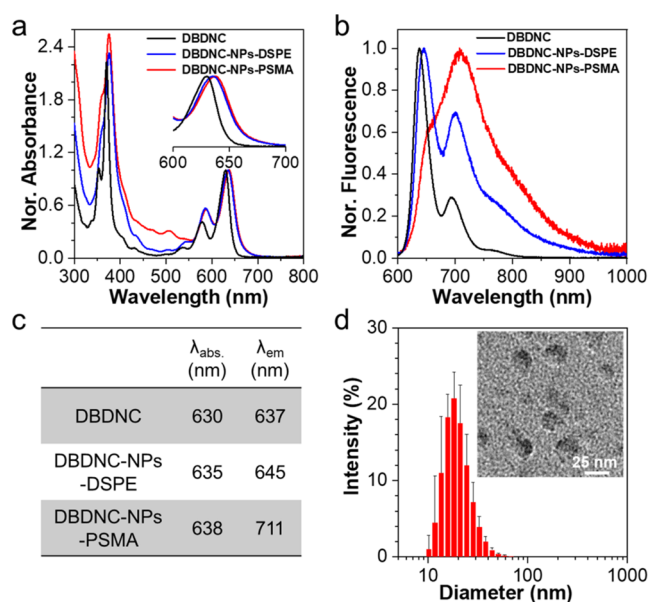 a
DBDNC
DBDNC-NPs-DSPE
DBDNC-NPs-PSMA
2.4
1.8
1.2
0.6
0.0
Nor. Absorbance
600 650 700
300 400 500 600 700 800
Wavelength (nm)
b
DBDNC
DBDNC-NPs-DSPE
DBDNC-NPs-PSMA
1.0
0.8
0.6
0.4
0.2
0.0
Nor. Fluorescence
600 700 800 900 1000
Wavelength (nm)
c
λabs. λem
(nm) (nm)
DBDNC 630 637
DBDNC-NPs
-DSPE 635 645
DBDNC-NPs
-PSMA 638 711
d
30
20
10
0
Intensity (%)
25 nm
10 100 1000
Diameter (nm)